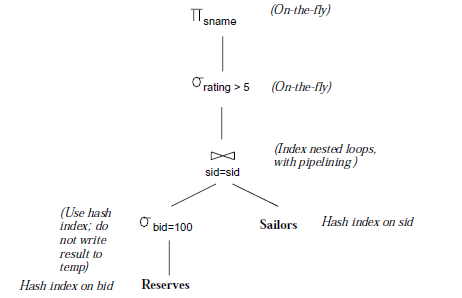 Π sname
(On-the-fly)
σ rating > 5
(On-the-fly)
⋈
sid=sid
(Index nested loops,
with pipelining )
(Use hash
index; do
not write
result to
temp)
σ bid=100
Sailors
Hash index on sid
Hash index on bid
Reserves